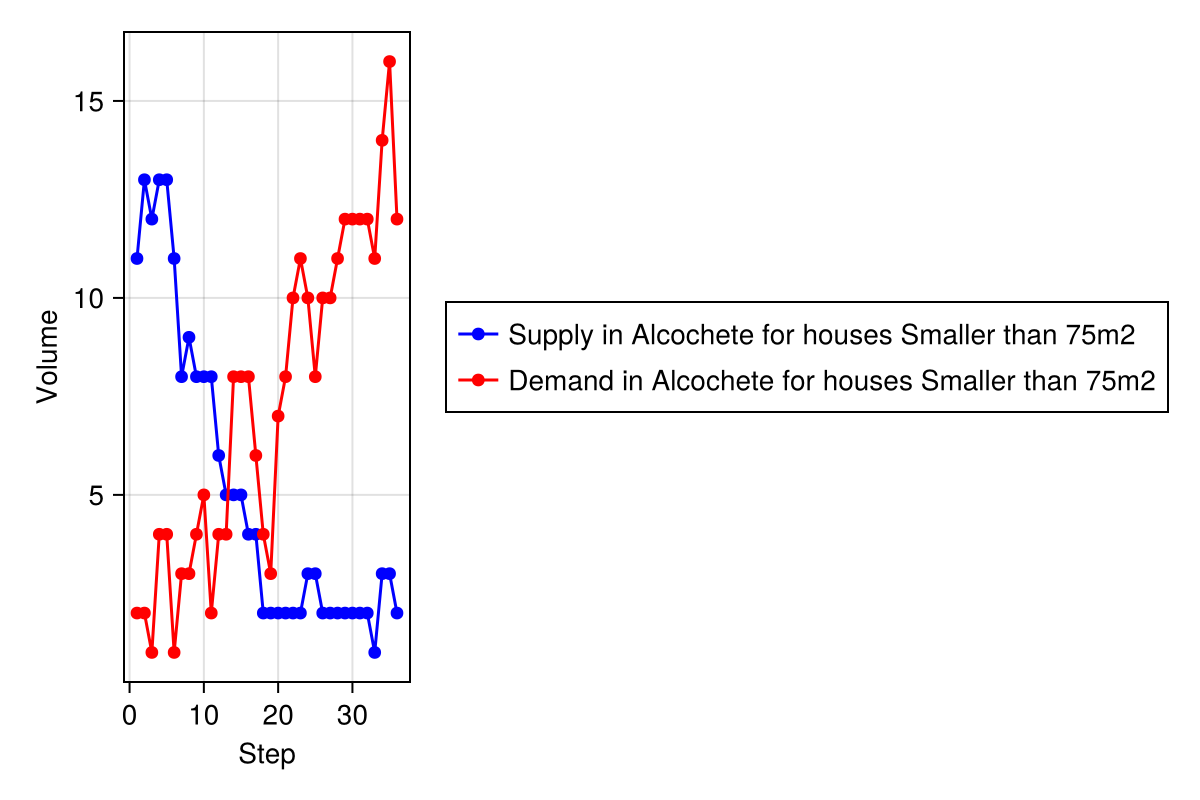 15
10
5
Volume
0 10 20 30
Step
Supply in Alcochete for houses Smaller than 75m2
Demand in Alcochete for houses Smaller than 75m2